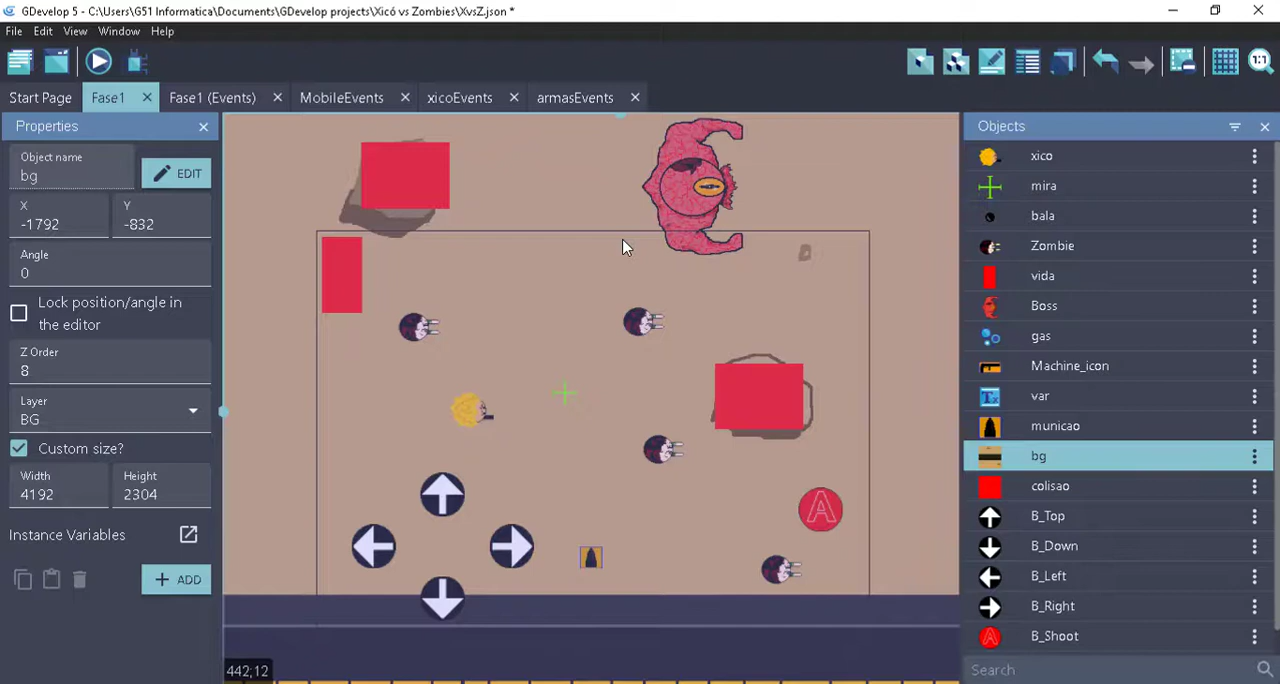 GDevelop 5 - C:\Users\G51 Informatica\Documents\GDevelop projects\Xicó vs Zombies\XvsZ.json *
File Edit View Window Help
1:1
Start Page Fase1 Fase1 (Events) MobileEvents xicoEvents armasEvents
Properties
Object name
bg
EDIT
X
-1792
Y
-832
Angle
0
Lock position/angle in
the editor
Z Order
8
Layer
BG
Custom size?
Width
4192
Height
2304
Instance Variables
ADD
A
442;12
Objects
xico
mira
bala
Zombie
vida
Boss
gas
Machine_icon
Tx var
municao
bg
colisao
B_Top
B_Down
B_Left
B_Right
A B_Shoot
Search